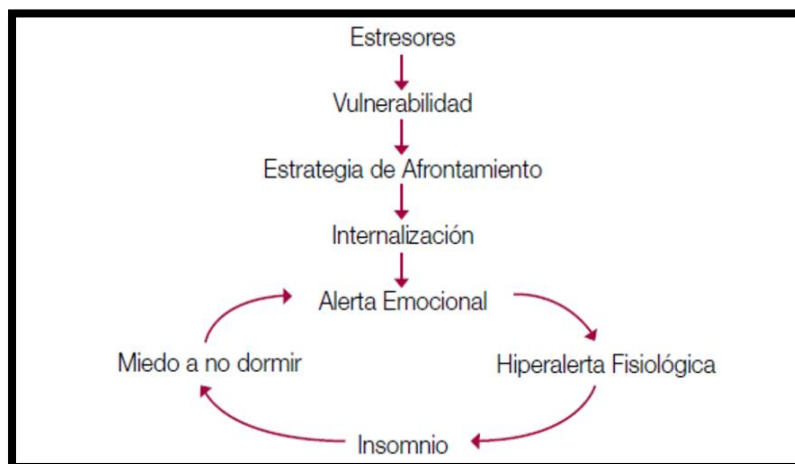 Estresores
Vulnerabilidad
Estrategia de Afrontamiento
Internalización
Alerta Emocional
Miedo a no dormir
Hiperalerta Fisiológica
Insomnio